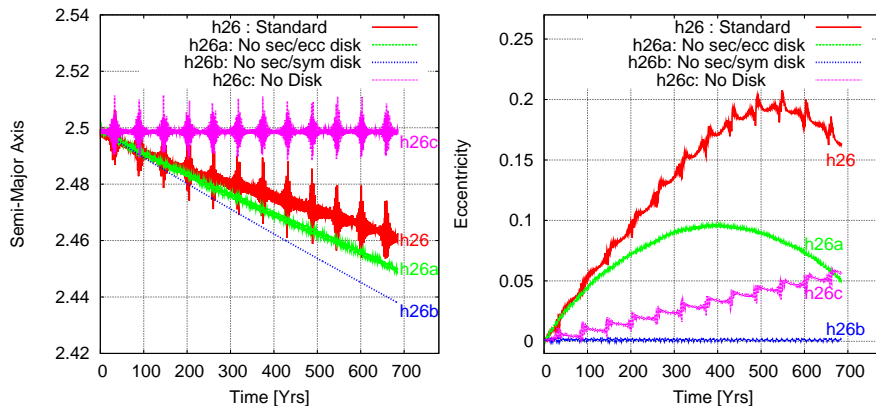 2.54
2.52
2.5
2.48
2.46
2.44
2.42
Semi-Major Axis
h26 : Standard
h26a: No sec/ecc disk
h26b: No sec/sym disk
h26c: No Disk
h26c
h26
h26a
h26b
0 100 200 300 400 500 600 700 800
Time [Yrs]
0.25
0.2
0.15
0.1
0.05
0
Eccentricity
h26 : Standard
h26a: No sec/ecc disk
h26b: No sec/sym disk
h26c: No Disk
h26
h26a
h26c
h26b
0 100 200 300 400 500 600 700 800
Time [Yrs]